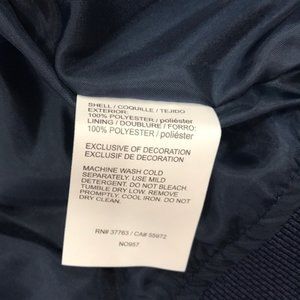 SHELL / COQUILLE / TEJIDO
EXTERIOR:
100% POLYESTER / poliéster
LINING / DOUBLURE / FORRO:
100% POLYESTER / poliéster
EXCLUSIVE OF DECORATION
EXCLUSIF DE DECORATION
MACHINE WASH COLD
SEPARATELY. USE MILD
DETERGENT. DO NOT BLEACH.
TUMBLE DRY LOW. REMOVE
PROMPTLY. COOL IRON. DO NOT
DRY CLEAN.
RN# 37763 / CA# 55972
NO957